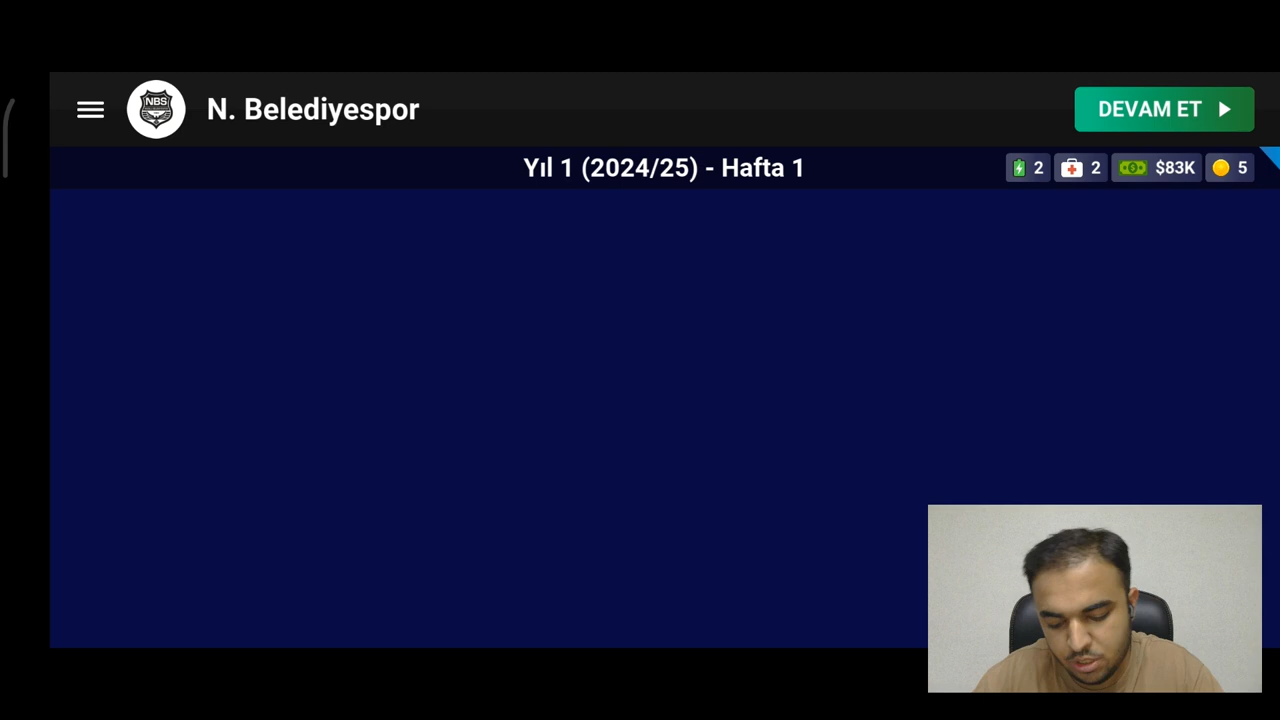 NBS
N. Belediyespor
DEVAM ET
Yıl 1 (2024/25) - Hafta 1
2
2
$83K
5